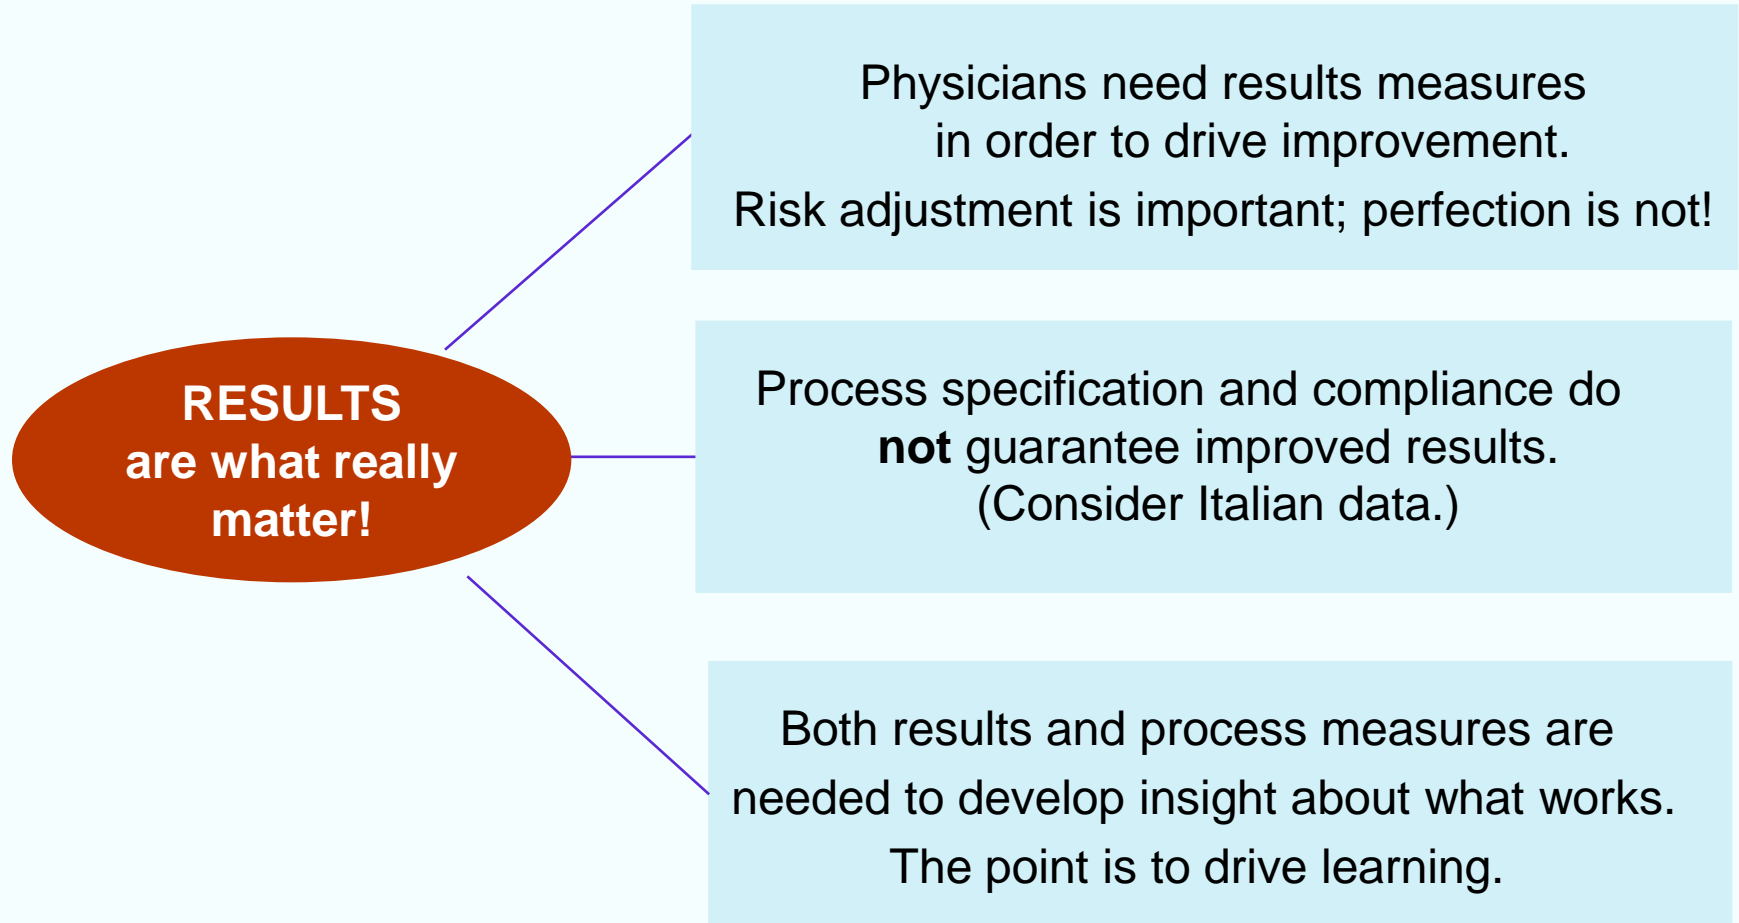 RESULTS
are what really
matter!
Physicians need results measures
in order to drive improvement.
Risk adjustment is important; perfection is not!
Process specification and compliance do
not guarantee improved results.
(Consider Italian data.)
Both results and process measures are
needed to develop insight about what works.
The point is to drive learning.